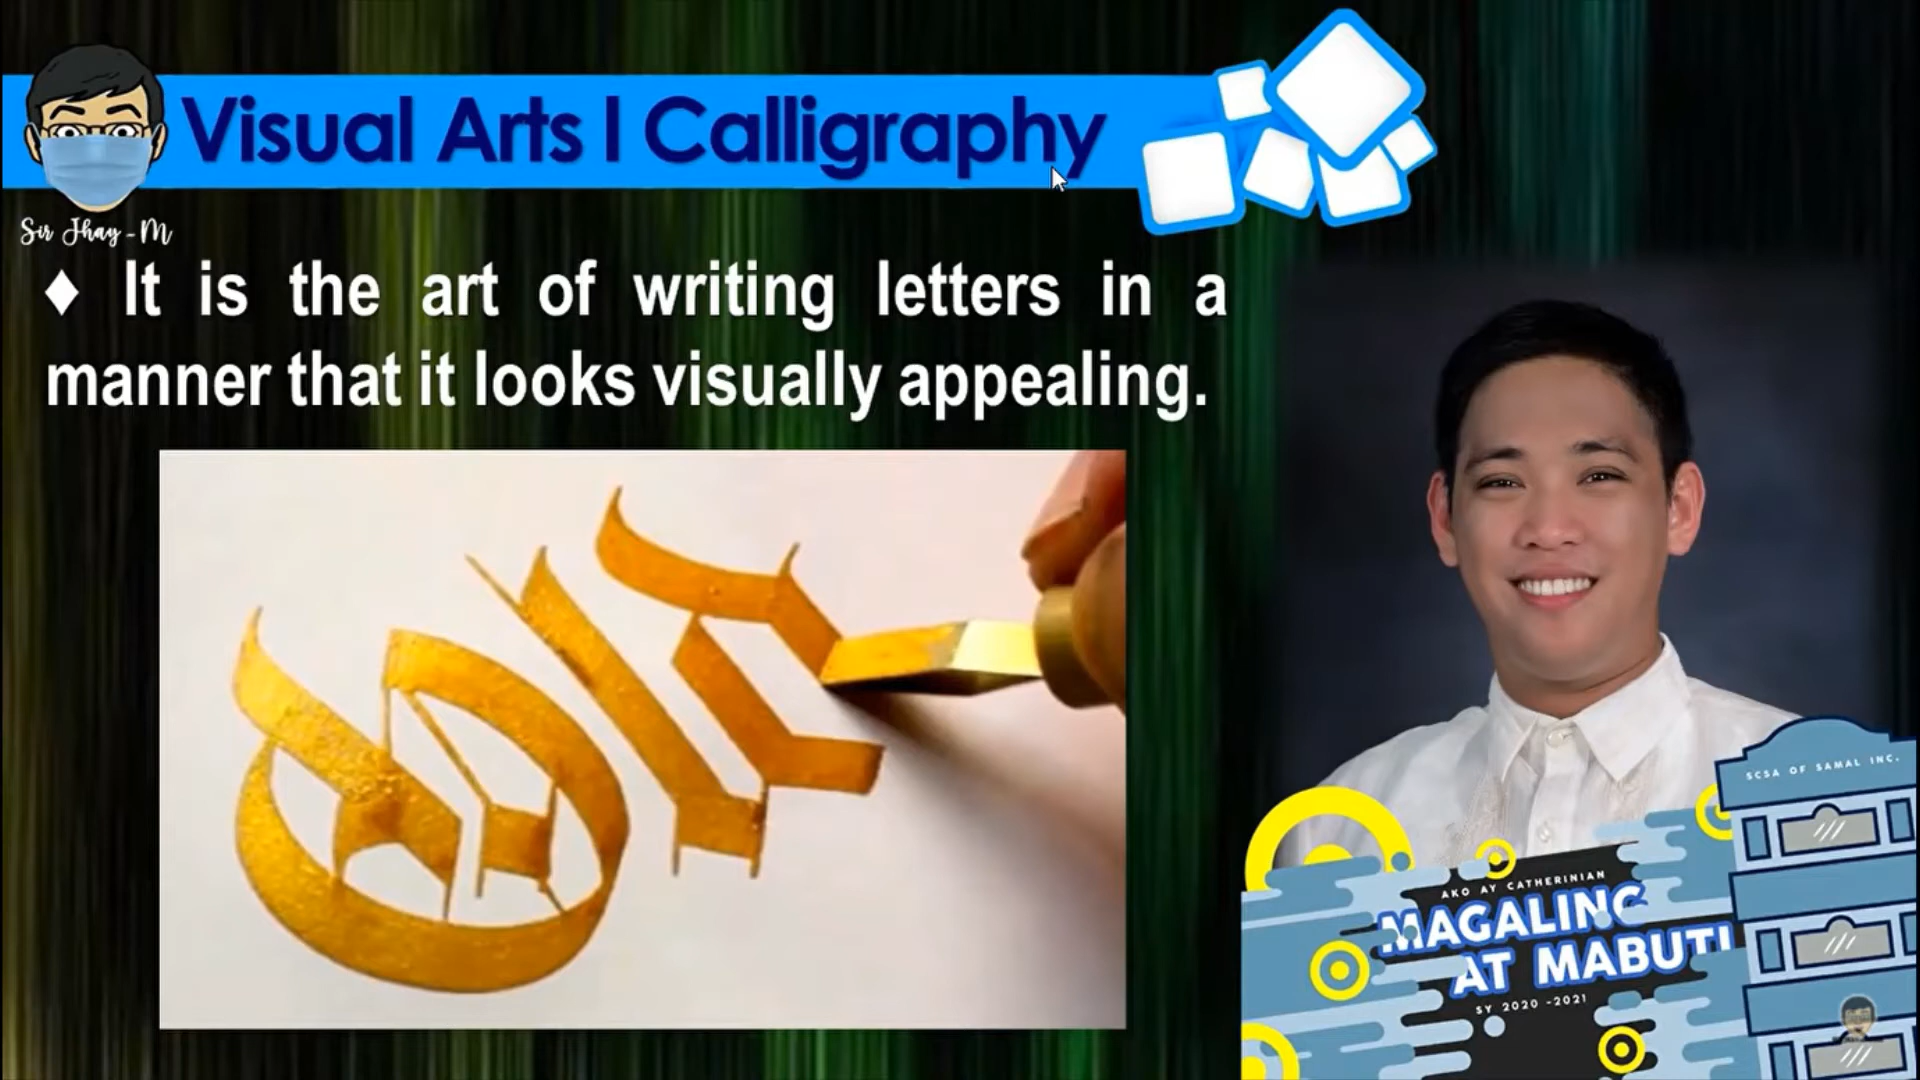 Visual Arts | Calligraphy
Sir Jhay-M
♦ It is the art of writing letters in a
manner that it looks visually appealing.
SCSA OF SAMAL INC.
AKO AY CATHERINIAN
MAGALING
AT MABUTI
SY 2020 -2021